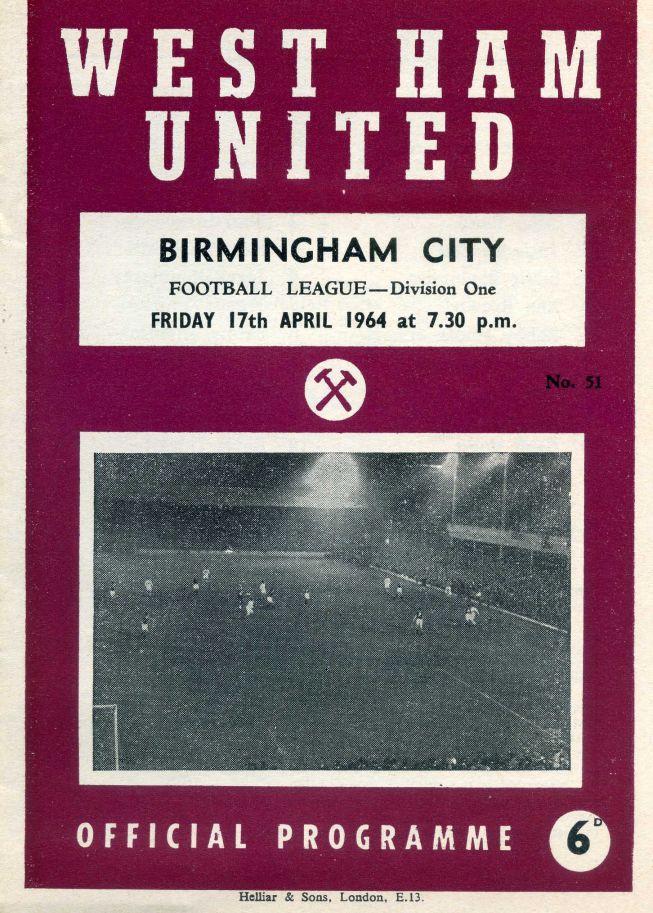 WEST HAM
UNITED
BIRMINGHAM CITY
FOOTBALL LEAGUE—Division One
FRIDAY 17th APRIL 1964 at 7.30 p.m.
No. 51
OFFICIAL PROGRAMME
6D
Helliar & Sons, London, E.13.